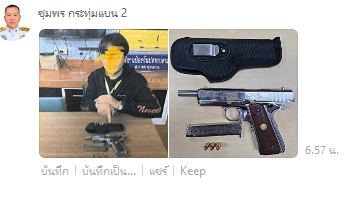 ชุมพร กระทุ่มแบน 2
6.57 น.
บันทึก | บันทึกเป็น... | แชร์ | Keep